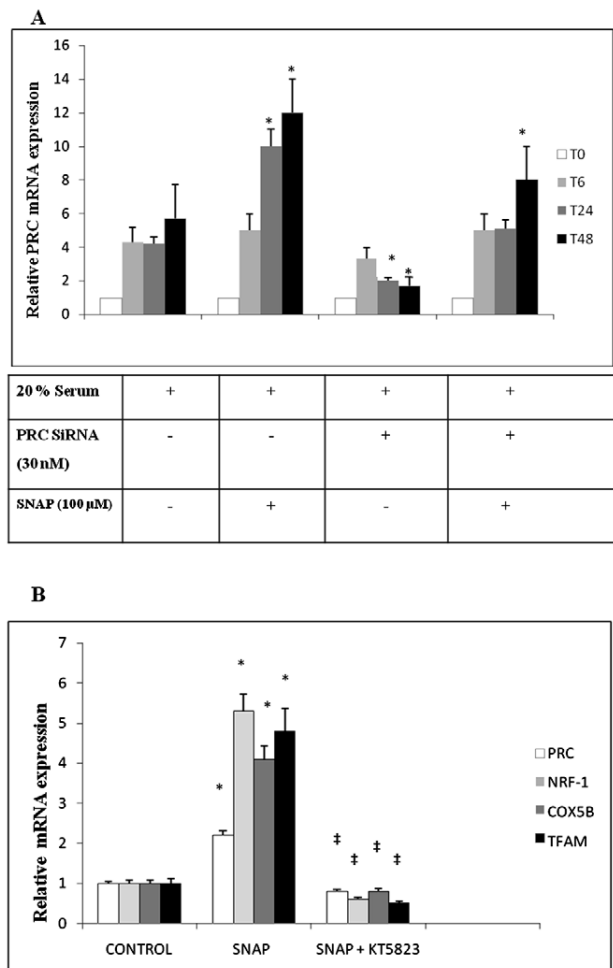 A
Relative PRC mRNA expression
16
14
12
10
8
6
4
2
0
* *
* *
*
T0
T6
T24
T48
20 % Serum + + + +
PRC SiRNA - - + +
(30 nM)
SNAP (100 µM) - + - +
B
Relative mRNA expression
7
6
5
4
3
2
1
0
* * * *
‡ ‡ ‡ ‡
PRC
NRF-1
COX5B
TFAM
CONTROL SNAP SNAP + KT5823